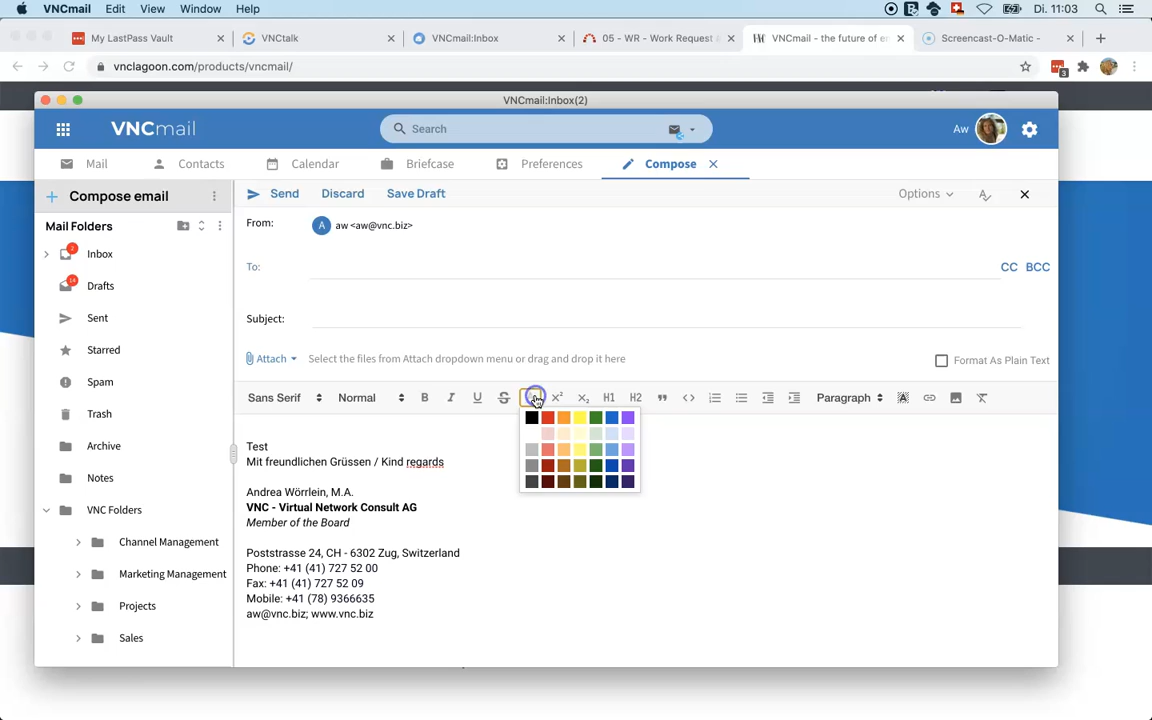 VNCmail Edit View Window Help Di. 11:03
My LastPass Vault VNCtalk VNCmail:Inbox 05 - WR - Work Request VNCmail - the future of e Screencast-O-Matic -
vnclagoon.com/products/vncmail/ 3
VNCmail:Inbox(2)
VNCmail Search Aw
Mail Contacts Calendar Briefcase Preferences Compose
Compose email
Send Discard Save Draft Options
Mail Folders
From: A aw <aw@vnc.biz>
2 Inbox
To: CC BCC
14 Drafts
Sent
Subject:
Starred
Attach Select the files from Attach dropdown menu or drag and drop it here Format As Plain Text
Spam
Sans Serif Normal B I U S X² X₂ H1 H2 Paragraph
Trash
Archive
Notes
VNC Folders
Channel Management
Marketing Management
Projects
Sales
Test
Mit freundlichen Grüssen / Kind regards
Andrea Wörrlein, M.A.
VNC - Virtual Network Consult AG
Member of the Board
Poststrasse 24, CH - 6302 Zug, Switzerland
Phone: +41 (41) 727 52 00
Fax: +41 (41) 727 52 09
Mobile: +41 (78) 9366635
aw@vnc.biz; www.vnc.biz